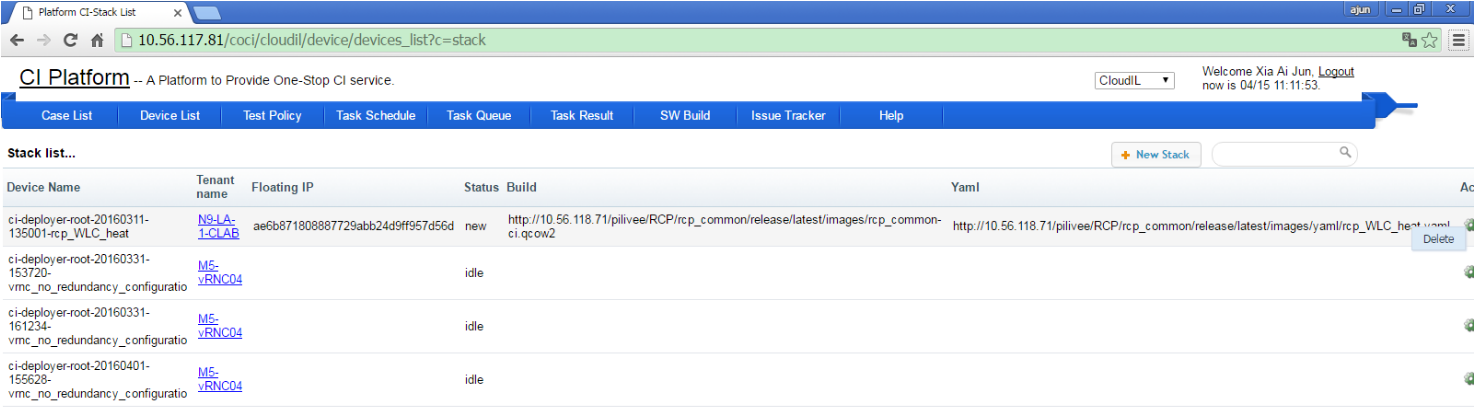 Platform CI-Stack List
ajun
10.56.117.81/coci/cloudil/device/devices_list?c=stack
CI Platform -- A Platform to Provide One-Stop CI service.
CloudIL
Welcome Xia Ai Jun, Logout
now is 04/15 11:11:53.
Case List Device List Test Policy Task Schedule Task Queue Task Result SW Build Issue Tracker Help
Stack list...
New Stack
Device Name Tenant name Floating IP Status Build Yaml Ac
ci-deployer-root-20160311-
135001-rcp_WLC_heat
N9-LA-
1-CLAB
ae6b871808887729abb24d9ff957d56d
new
http://10.56.118.71/pilivee/RCP/rcp_common/release/latest/images/rcp_common-
ci.qcow2
http://10.56.118.71/pilivee/RCP/rcp_common/release/latest/images/yaml/rcp_WLC_heat.yaml
Delete
ci-deployer-root-20160331-
153720-
vrnc_no_redundancy_configuratio
M5-
vRNC04
idle
ci-deployer-root-20160331-
161234-
vrnc_no_redundancy_configuratio
M5-
vRNC04
idle
ci-deployer-root-20160401-
155628-
vrnc_no_redundancy_configuratio
M5-
vRNC04
idle